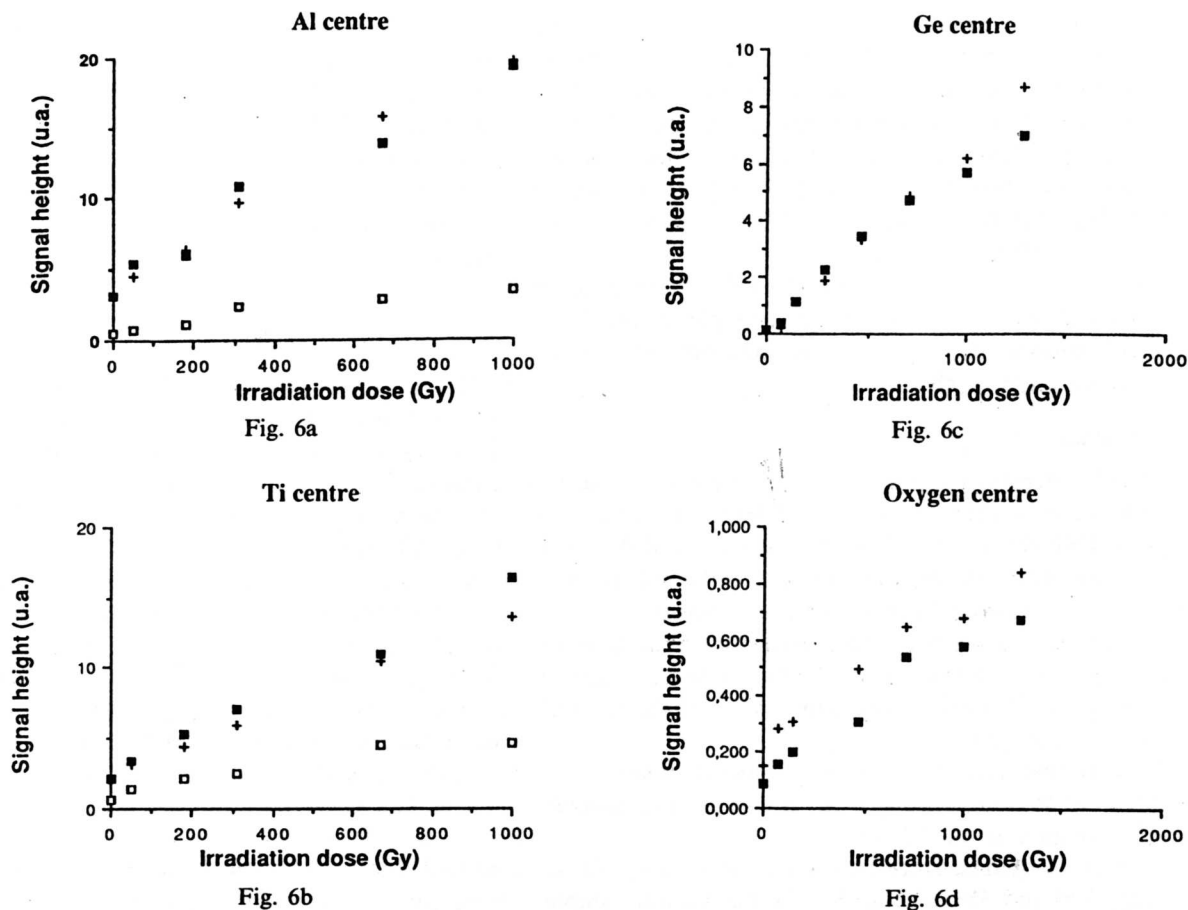 Al centre
20
10
0
Signal height (u.a.)
0 200 400 600 800 1000
Irradiation dose (Gy)
Fig. 6a
Ge centre
10
8
6
4
2
0
Signal height (u.a.)
0 1000 2000
Irradiation dose (Gy)
Fig. 6c
Ti centre
20
10
0
Signal height (u.a.)
0 200 400 600 800 1000
Irradiation dose (Gy)
Fig. 6b
Oxygen centre
1,000
0,800
0,600
0,400
0,200
0,000
Signal height (u.a.)
0 1000 2000
Irradiation dose (Gy)
Fig. 6d